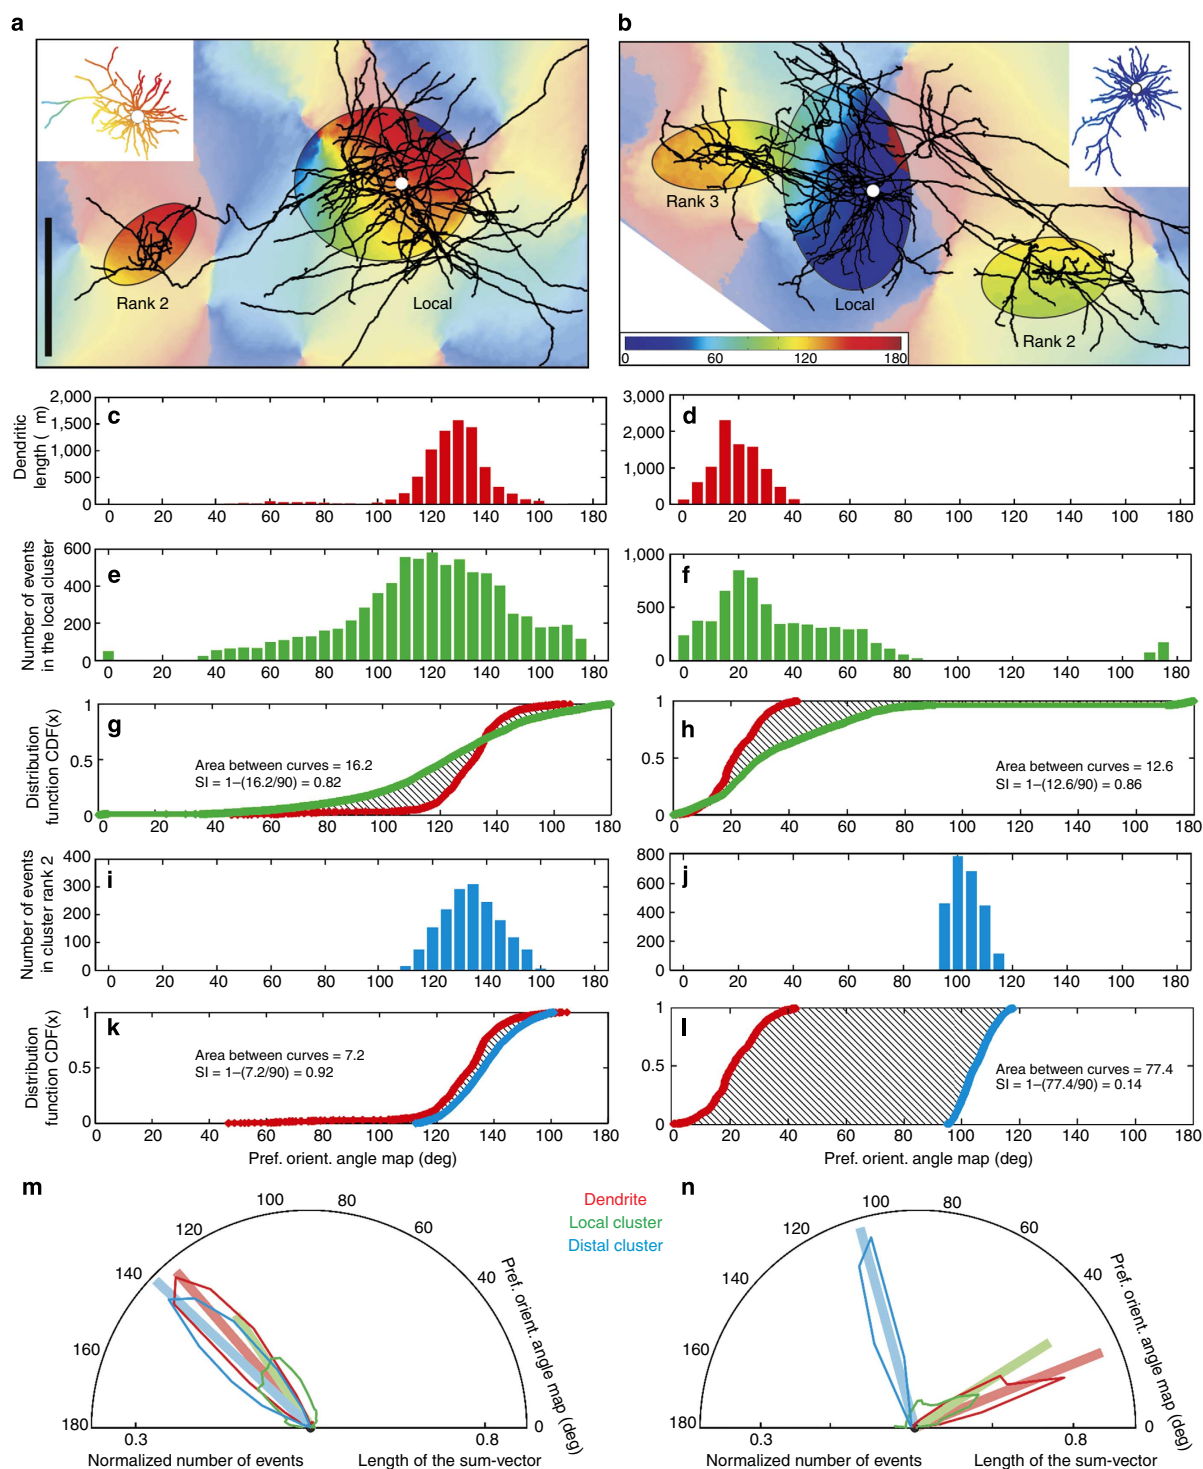 a
b
Rank 2
Local
Rank 3
Local
Rank 2
0 60 120 180
c
Dendritic
length ( m)
2,000
1,500
1,000
500
0
0 20 40 60 80 100 120 140 160 180
d
3,000
2,000
1,000
0
0 20 40 60 80 100 120 140 160 180
e
Number of events
in the local cluster
600
400
200
0
0 20 40 60 80 100 120 140 160 180
f
1,000
500
0
0 20 40 60 80 100 120 140 160 180
g
Distribution
function CDF(x)
1
0.5
0
Area between curves = 16.2
SI = 1–(16.2/90) = 0.82
0 20 40 60 80 100 120 140 160 180
h
1
0.5
0
Area between curves = 12.6
SI = 1–(12.6/90) = 0.86
0 20 40 60 80 100 120 140 160 180
i
Number of events
in cluster rank 2
400
300
200
100
0
0 20 40 60 80 100 120 140 160 180
j
800
600
400
200
0
0 20 40 60 80 100 120 140 160 180
k
Distribution
function CDF(x)
1
0.5
0
Area between curves = 7.2
SI = 1–(7.2/90) = 0.92
0 20 40 60 80 100 120 140 160 180
Pref. orient. angle map (deg)
l
1
0.5
0
Area between curves = 77.4
SI = 1–(77.4/90) = 0.14
0 20 40 60 80 100 120 140 160 180
Pref. orient. angle map (deg)
m
100 80
120 60
140 40
160
180 0
Pref. orient. angle map (deg)
0.3 0.8
Normalized number of events
Length of the sum-vector
Dendrite
Local cluster
Distal cluster
n
100 80
120 60
140 40
160
180 0
Pref. orient. angle map (deg)
0.3 0.8
Normalized number of events
Length of the sum-vector